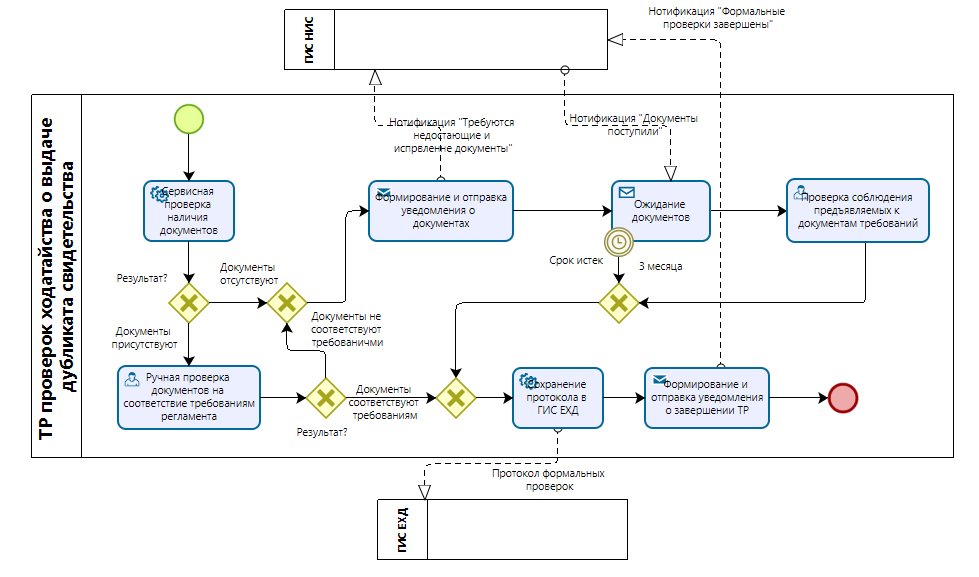 ГИС НИС
Нотификация "Формальные
проверки завершены"
ТР проверок ходатайства о выдаче
дубликата свидетельства
Нотификация "Требуются
недостающие и
испрвление документы"
Нотификация "Документы
поступили"
Сервисная
проверка
наличия
документов
Формирование и отправка
уведомления о
документах
Ожидание
документов
Проверка соблюдения
предъявляемых к
документам требований
Срок истек
3 месяца
Результат?
Документы
отсутствуют
Документы не
соответствуют
требованичми
Документы
присутствуют
Ручная проверка
документов на
соответствие требованиям
регламента
Результат?
Документы
соответствуют
требованиям
Сохранение
протокола в
ГИС ЕХД
Формирование и
отправка уведомления
о завершении ТР
Протокол формальных
проверок
ГИС ЕХД